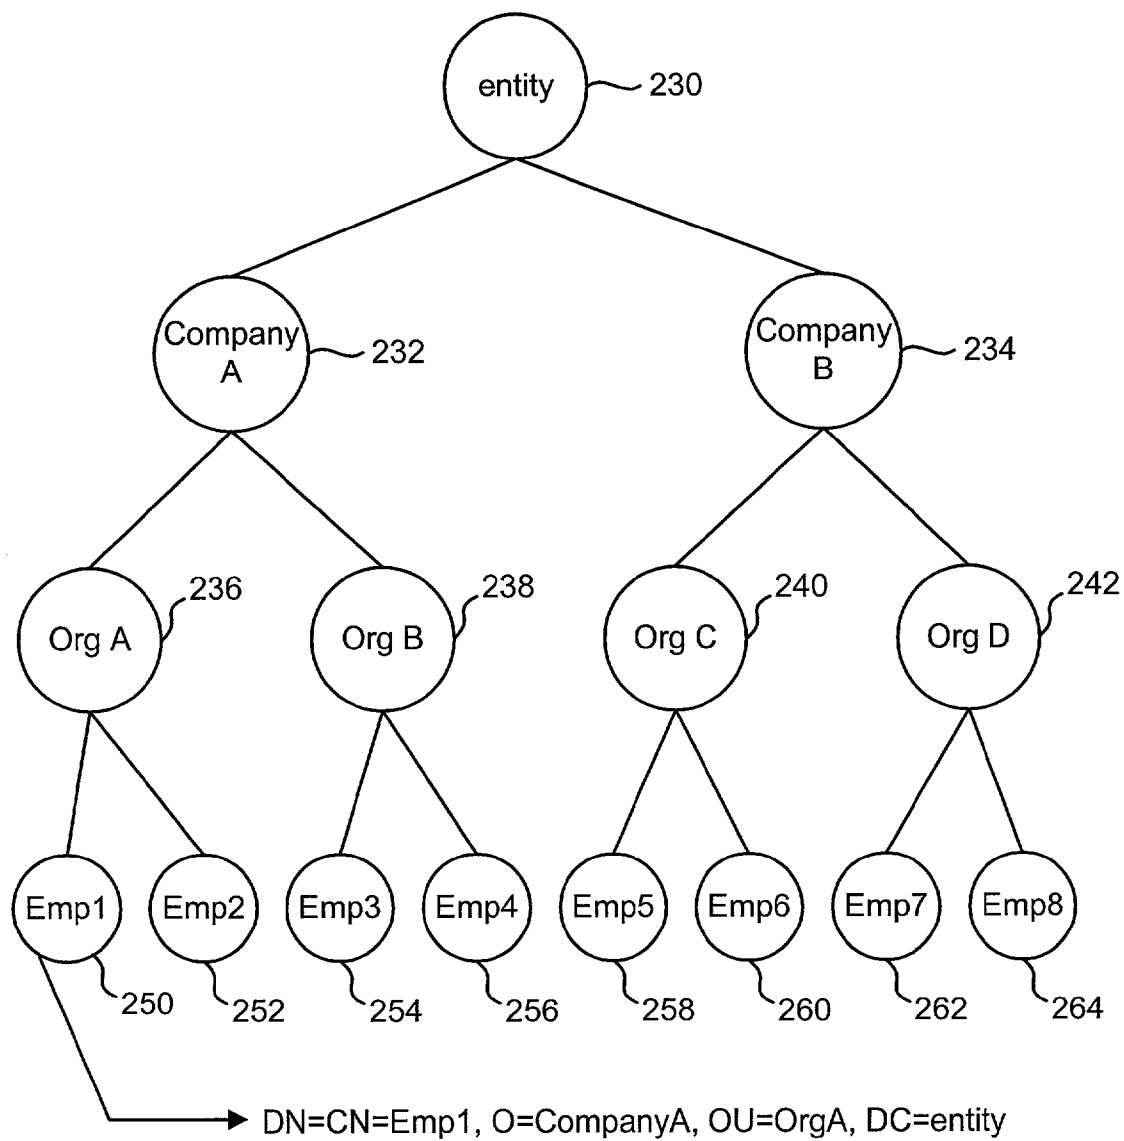 entity
230
Company
A
232
Company
B
234
Org A
236
Org B
238
Org C
240
Org D
242
Emp1
Emp2
Emp3
Emp4
Emp5
Emp6
Emp7
Emp8
250
252
254
256
258
260
262
264
DN=CN=Emp1, O=CompanyA, OU=OrgA, DC=entity